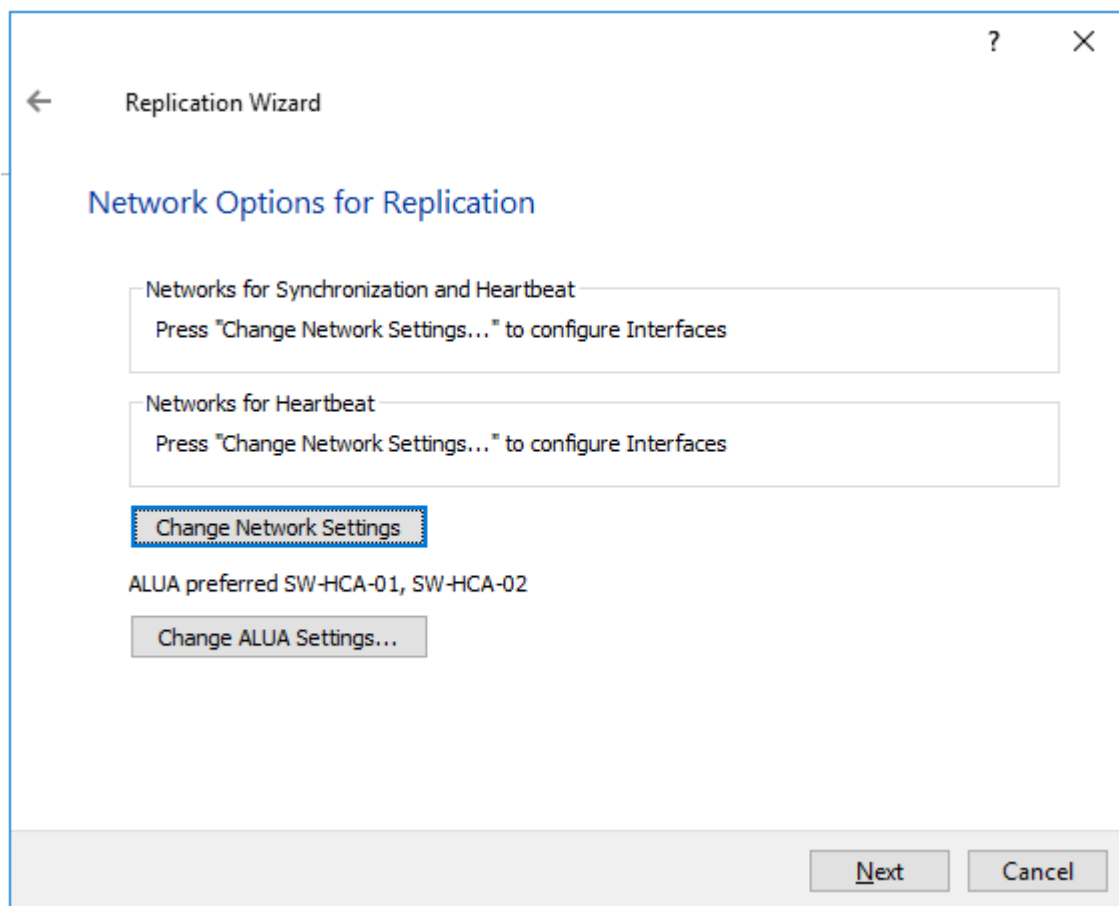 ?
Replication Wizard
Network Options for Replication
Networks for Synchronization and Heartbeat
Press "Change Network Settings..." to configure Interfaces
Networks for Heartbeat
Press "Change Network Settings..." to configure Interfaces
Change Network Settings
ALUA preferred SW-HCA-01, SW-HCA-02
Change ALUA Settings...
Next
Cancel